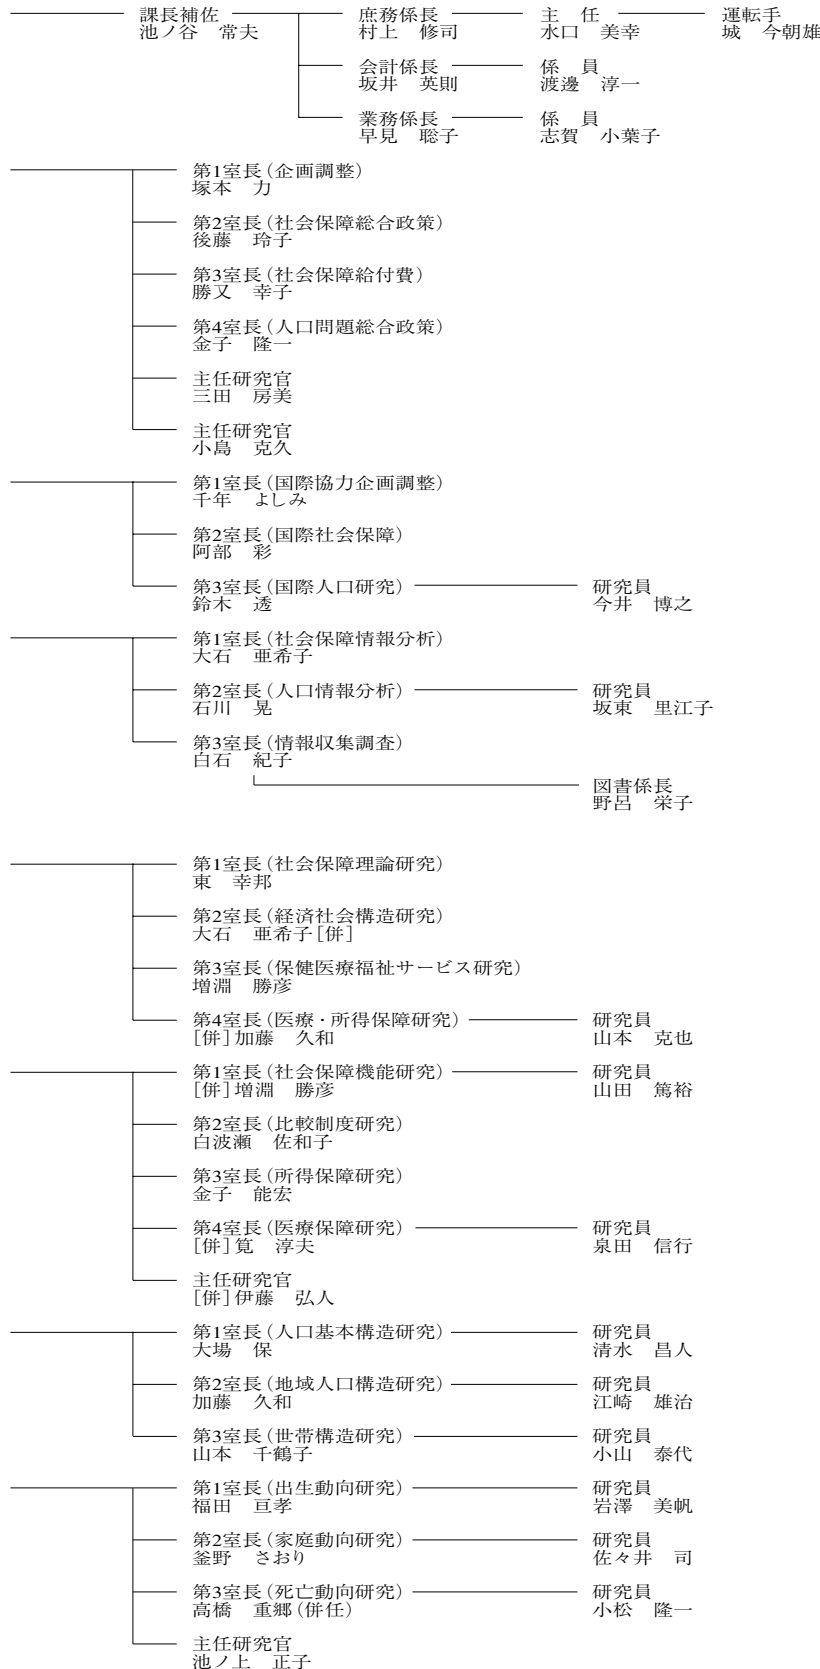 課長補佐 庶務係長 主　任 運転手
池ノ谷　常夫 村上　修司 水口　美幸 城　今朝雄
会計係長 係　員
坂井　英則 渡邊　淳一
業務係長 係　員
早見　聡子 志賀　小葉子
第1室長(企画調整)
塚本　力
第2室長(社会保障総合政策)
後藤　玲子
第3室長(社会保障給付費)
勝又　幸子
第4室長(人口問題総合政策)
金子　隆一
主任研究官
三田　房美
主任研究官
小島　克久
第1室長(国際協力企画調整)
千年　よしみ
第2室長(国際社会保障)
阿部　彩
第3室長(国際人口研究) 研究員
鈴木　透 今井　博之
第1室長(社会保障情報分析)
大石　亜希子
第2室長(人口情報分析) 研究員
石川　晃 坂東　里江子
第3室長(情報収集調査)
白石　紀子
図書係長
野呂　栄子
第1室長(社会保障理論研究)
東　幸邦
第2室長(経済社会構造研究)
大石　亜希子[併]
第3室長(保健医療福祉サービス研究)
増淵　勝彦
第4室長(医療・所得保障研究) 研究員
[併]加藤　久和 山本　克也
第1室長(社会保障機能研究) 研究員
[併]増淵　勝彦 山田　篤裕
第2室長(比較制度研究)
白波瀬　佐和子
第3室長(所得保障研究)
金子　能宏
第4室長(医療保障研究) 研究員
[併]筧　淳夫 泉田　信行
主任研究官
[併]伊藤　弘人
第1室長(人口基本構造研究) 研究員
大場　保 清水　昌人
第2室長(地域人口構造研究) 研究員
加藤　久和 江崎　雄治
第3室長(世帯構造研究) 研究員
山本　千鶴子 小山　泰代
第1室長(出生動向研究) 研究員
福田　亘孝 岩澤　美帆
第2室長(家庭動向研究) 研究員
釜野　さおり 佐々井　司
第3室長(死亡動向研究) 研究員
高橋　重郷(併任) 小松　隆一
主任研究官
池ノ上　正子